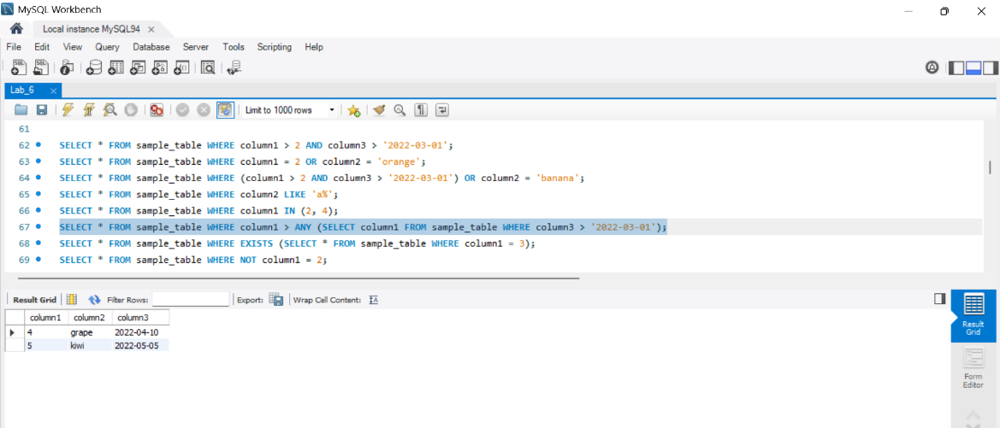 MySQL Workbench
Local instance MySQL94
File Edit View Query Database Server Tools Scripting Help
Lab_6
Limit to 1000 rows
61
62 SELECT * FROM sample_table WHERE column1 > 2 AND column3 > '2022-03-01';
63 SELECT * FROM sample_table WHERE column1 = 2 OR column2 = 'orange';
64 SELECT * FROM sample_table WHERE (column1 > 2 AND column3 > '2022-03-01') OR column2 = 'banana';
65 SELECT * FROM sample_table WHERE column2 LIKE 'a%';
66 SELECT * FROM sample_table WHERE column1 IN (2, 4);
67 SELECT * FROM sample_table WHERE column1 > ANY (SELECT column1 FROM sample_table WHERE column3 > '2022-03-01');
68 SELECT * FROM sample_table WHERE EXISTS (SELECT * FROM sample_table WHERE column1 = 3);
69 SELECT * FROM sample_table WHERE NOT column1 = 2;
Result Grid Filter Rows: Export: Wrap Cell Content:
column1 column2 column3
4 grape 2022-04-10
5 kiwi 2022-05-05
Result
Grid
Form
Editor